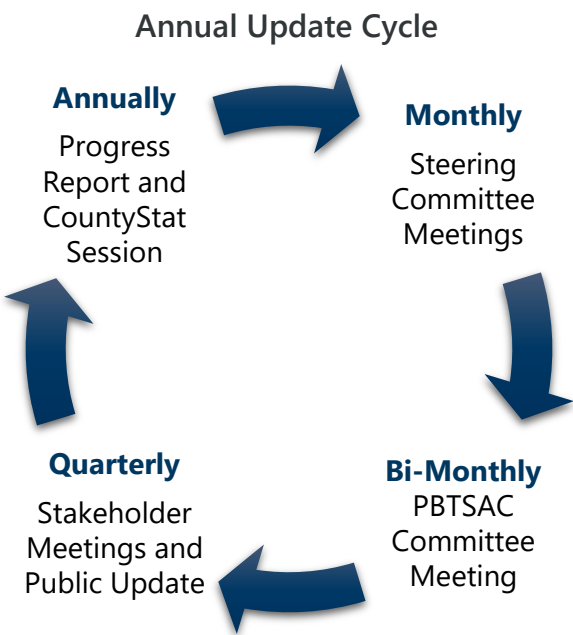 Annual Update Cycle
Annually
Progress
Report and
CountyStat
Session
Monthly
Steering
Committee
Meetings
Bi-Monthly
PBTSAC
Committee
Meeting
Quarterly
Stakeholder
Meetings and
Public Update